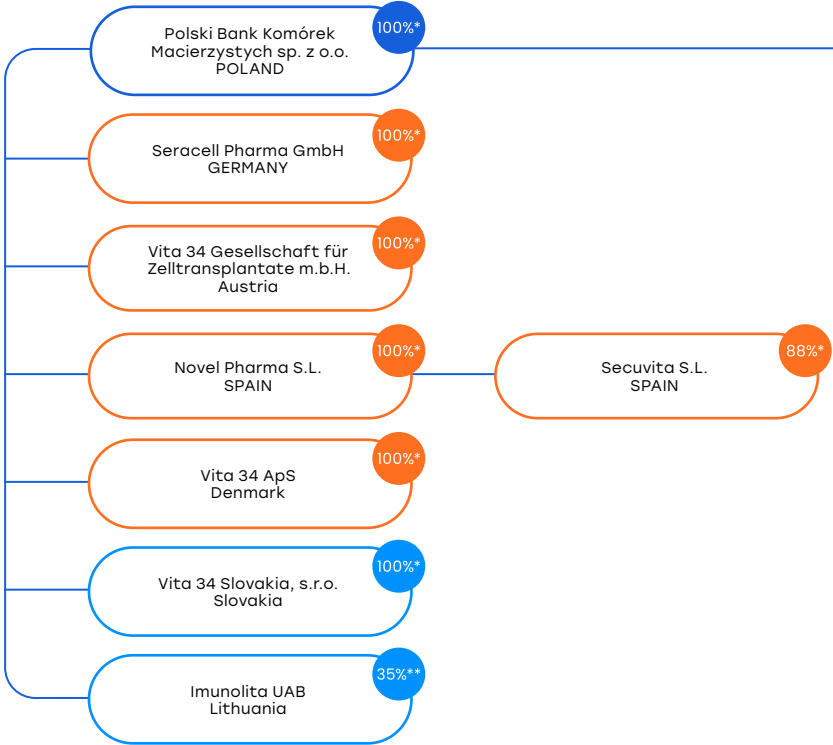 100%*
Polski Bank Komórek
Macierzystych sp. z o.o.
POLAND
100%*
Seracell Pharma GmbH
GERMANY
100%*
Vita 34 Gesellschaft für
Zelltransplantate m.b.H.
Austria
100%*
Novel Pharma S.L.
SPAIN
88%*
Secuvita S.L.
SPAIN
100%*
Vita 34 ApS
Denmark
100%*
Vita 34 Slovakia, s.r.o.
Slovakia
35%**
Imunolita UAB
Lithuania